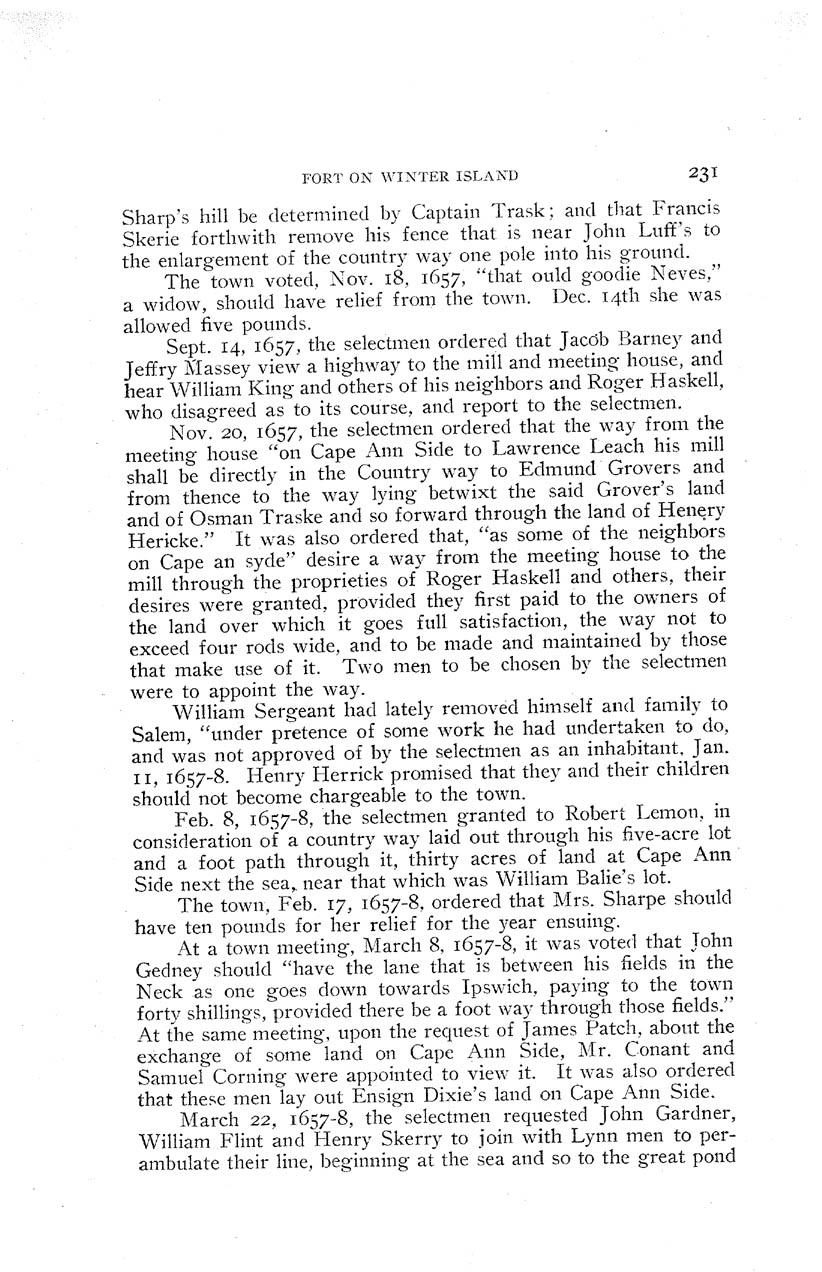 FORT ON WINTER ISLAND 231
Sharp's hill be determined by Captain Trask; and that Francis
Skerie forthwith remove his fence that is near John Luff's to
the enlargement of the country way one pole into his ground.
The town voted, Nov. 18, 1657, “that ould goodie Neves,”
a widow, should have relief from the town. Dec. 14th she was
allowed five pounds.
Sept. 14, 1657, the selectmen ordered that Jacob Barney and
Jeffry Massey view a highway to the mill and meeting house, and
hear William King and others of his neighbors and Roger Haskell,
who disagreed as to its course, and report to the selectmen.
Nov. 20, 1657, the selectmen ordered that the way from the
meeting house “on Cape Ann Side to Lawrence Leach his mill
shall be directly in the Country way to Edmund Grovers and
from thence to the way lying betwixt the said Grover's land
and of Osman Traske and so forward through the land of Henery
Hericke.” It was also ordered that, “as some of the neighbors
on Cape an syde” desire a way from the meeting house to the
mill through the proprieties of Roger Haskell and others, their
desires were granted, provided they first paid to the owners of
the land over which it goes full satisfaction, the way not to
exceed four rods wide, and to be made and maintained by those
that make use of it. Two men to be chosen by the selectmen
were to appoint the way.
William Sergeant had lately removed himself and family to
Salem, “under pretence of some work he had undertaken to do,
and was not approved of by the selectmen as an inhabitant, Jan.
11, 1657-8. Henry Herrick promised that they and their children
should not become chargeable to the town.
Feb. 8, 1657-8, the selectmen granted to Robert Lemon, in
consideration of a country way laid out through his five-acre lot
and a foot path through it, thirty acres of land at Cape Ann
Side next the sea, near that which was William Balie's lot.
The town, Feb. 17, 1657-8, ordered that Mrs. Sharpe should
have ten pounds for her relief for the year ensuing.
At a town meeting, March 8, 1657-8, it was voted that John
Gedney should “have the lane that is between his fields in the
Neck as one goes down towards Ipswich, paying to the town
forty shillings, provided there be a foot way through those fields.”
At the same meeting, upon the request of James Patch, about the
exchange of some land on Cape Ann Side, Mr. Conant and
Samuel Corning were appointed to view it. It was also ordered
that these men lay out Ensign Dixie's land on Cape Ann Side.
March 22, 1657-8, the selectmen requested John Gardner,
William Flint and Henry Skerry to join with Lynn men to per-
ambulate their line, beginning at the sea and so to the great pond